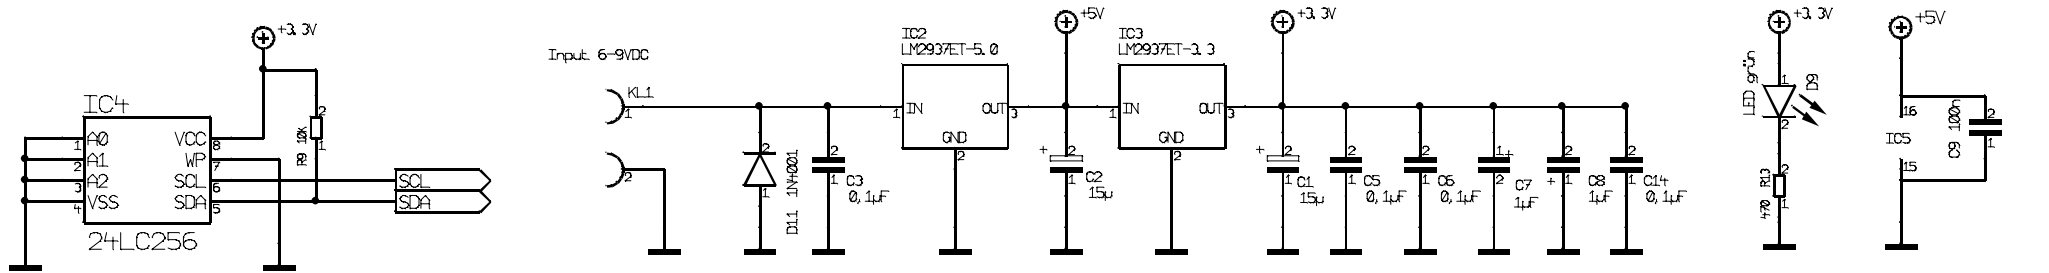 +3.3V
IC4
A0
A1
A2
VSS
VCC
WP
SCL
SDA
1
2
3
4
8
7
6
5
24LC256
R9 10k
2
1
SCL
SDA
Input 6-9VDC
KL1
1
2
D11 1N4001
2
1
C3
0,1µF
2
1
IC2
LM2937ET-5.0
IN
OUT
GND
1
3
2
+5V
+
2
1
C2
15µ
IC3
LM2937ET-3.3
IN
OUT
GND
1
3
2
+3.3V
+
2
1
C1
15µ
2
1
C5
0,1µF
2
1
C6
0,1µF
1
+
2
C7
1µF
2
+
1
C8
1µF
2
1
C14
0,1µF
+3.3V
LED 9"S
D9
1
2
470 R13
2
1
+5V
16
IC5
15
C9 100n
2
1